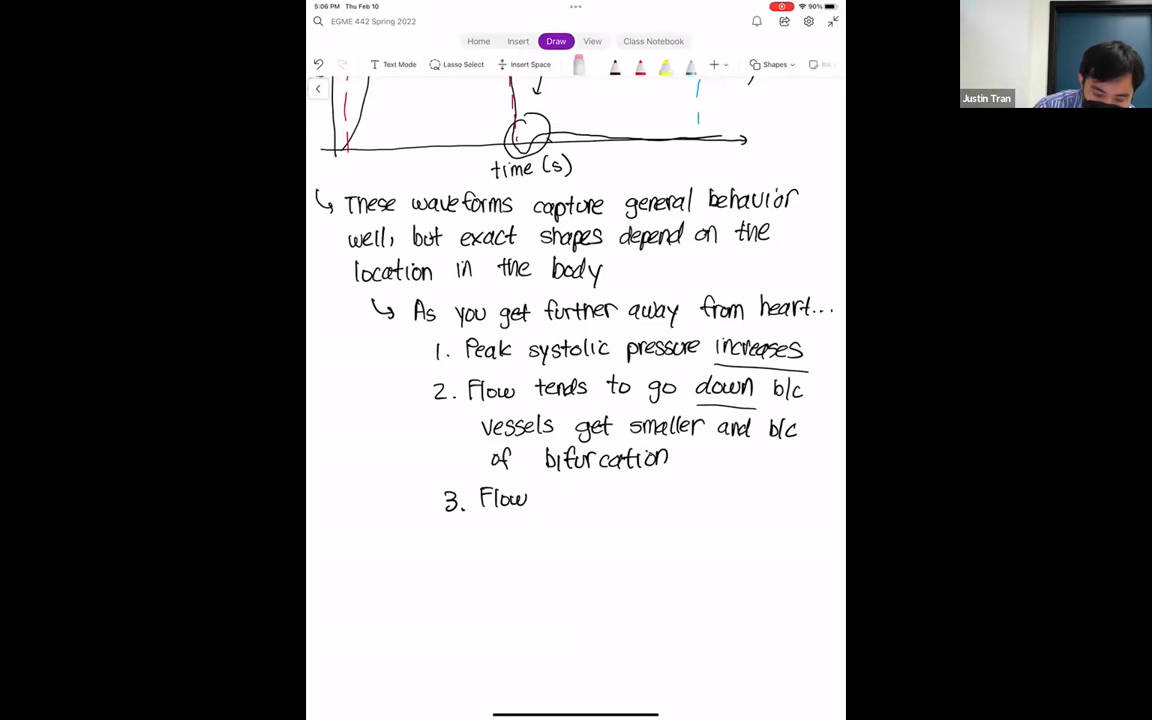 5:06 PM Thu Feb 10
90%
EGME 442 Spring 2022
Home Insert Draw View Class Notebook
Text Mode Lasso Select Insert Space Shapes
Justin Tran
time (s)
These waveforms capture general behavior
well, but exact shapes depend on the
location in the body
As you get further away from heart...
1. Peak systolic pressure increases
2. Flow tends to go down b/c
vessels get smaller and b/c
of bifurcation
3. Flow